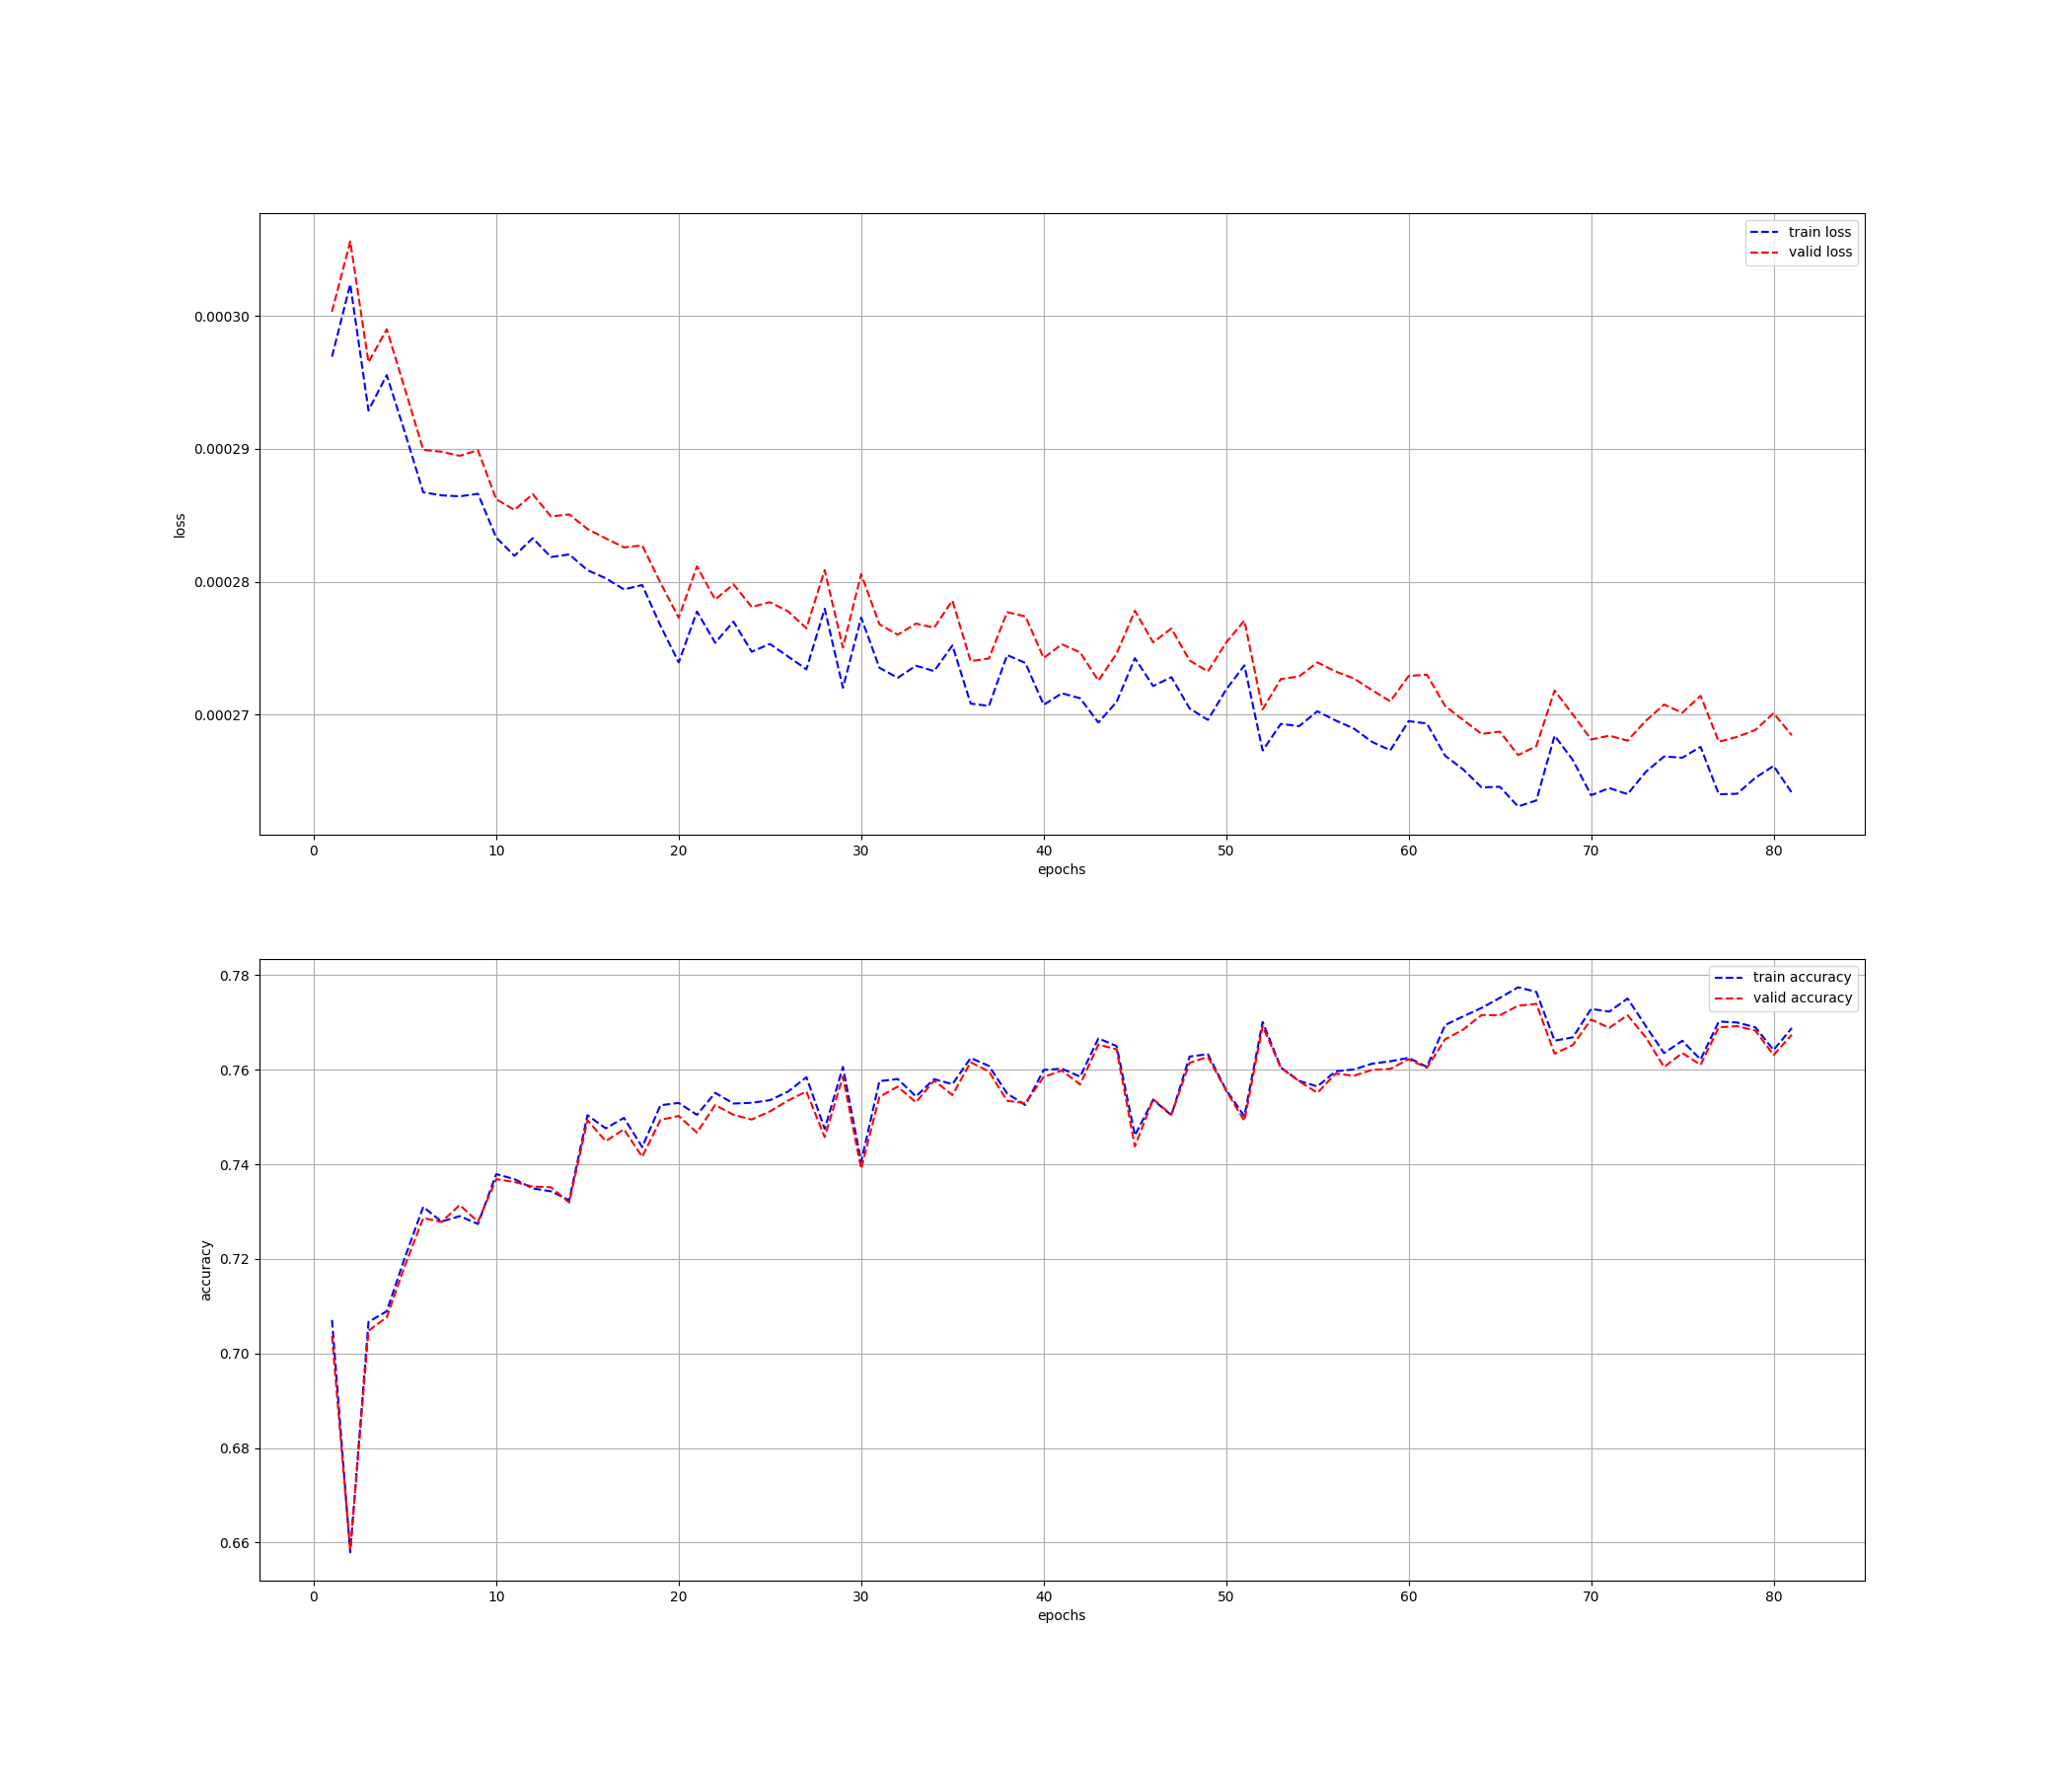 train loss
valid loss
0.00030
0.00029
0.00028
0.00027
loss
0 10 20 30 40 50 60 70 80
epochs
train accuracy
valid accuracy
0.78
0.76
0.74
0.72
0.70
0.68
0.66
accuracy
0 10 20 30 40 50 60 70 80
epochs